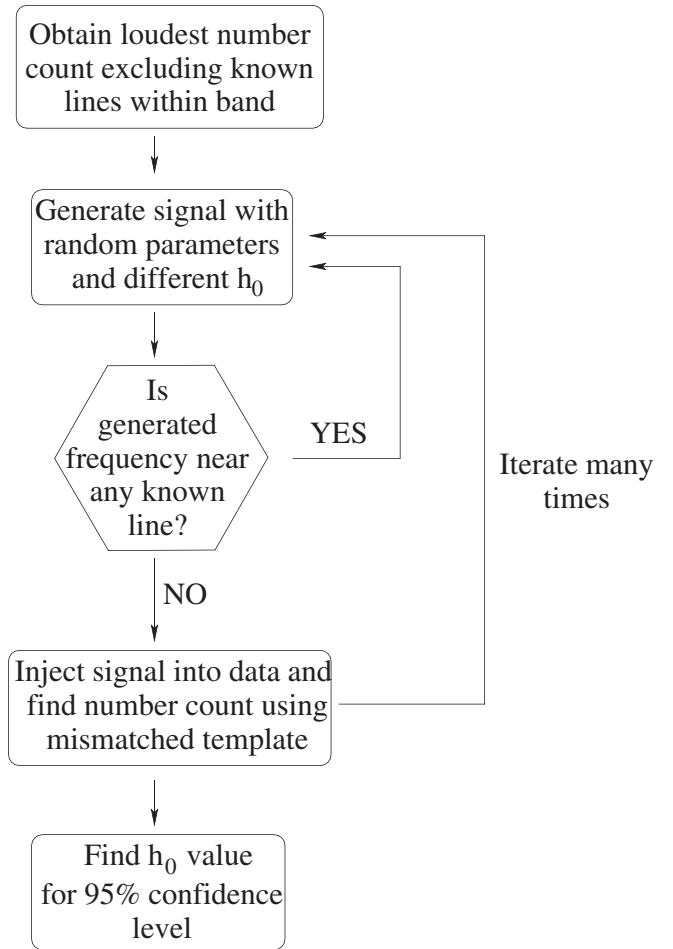 Obtain loudest number
count excluding known
lines within band
Generate signal with
random parameters
and different h₀
Is
generated
frequency near
any known
line?
YES
Iterate many
times
NO
Inject signal into data and
find number count using
mismatched template
Find h₀ value
for 95% confidence
level